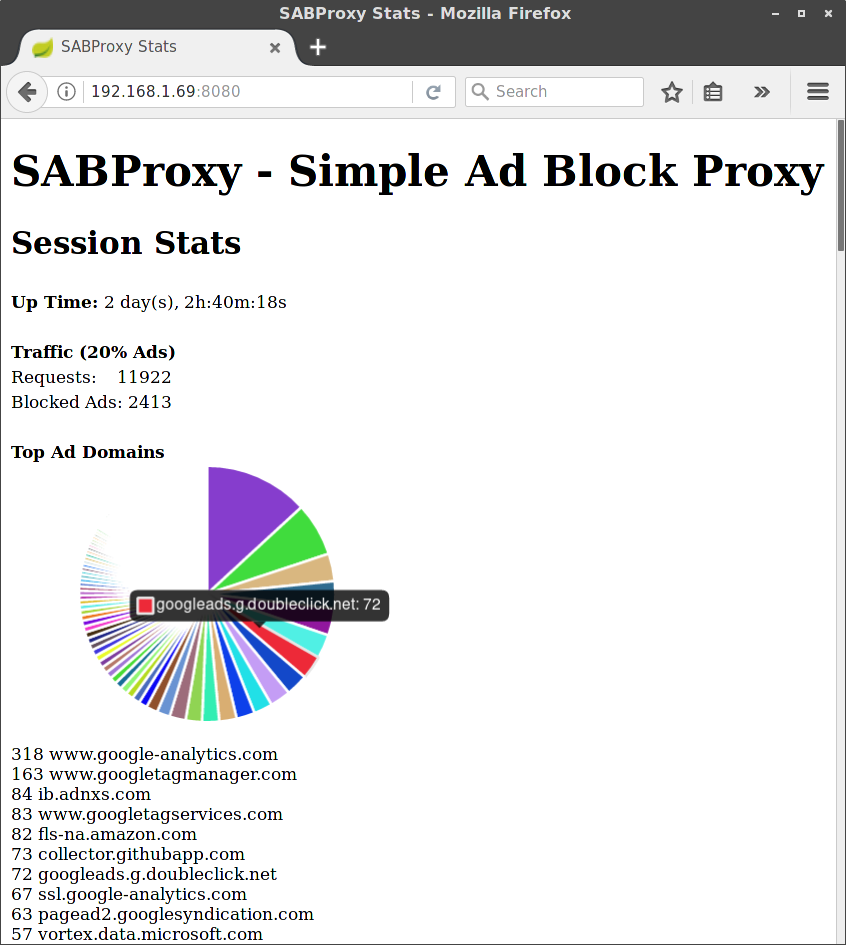 SABProxy Stats - Mozilla Firefox
SABProxy Stats
192.168.1.69:8080
Search
SABProxy - Simple Ad Block Proxy
Session Stats
Up Time: 2 day(s), 2h:40m:18s
Traffic (20% Ads)
Requests: 11922
Blocked Ads: 2413
Top Ad Domains
googleads.g.doubleclick.net: 72
318 www.google-analytics.com
163 www.googletagmanager.com
84 ib.adnxs.com
83 www.googletagservices.com
82 fls-na.amazon.com
73 collector.githubapp.com
72 googleads.g.doubleclick.net
67 ssl.google-analytics.com
63 pagead2.googlesyndication.com
57 vortex.data.microsoft.com